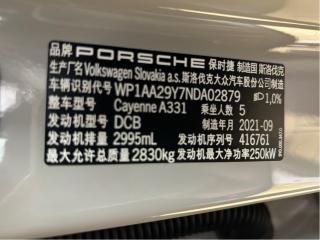 品牌 PORSCHE 保时捷 制造国 斯洛伐克
生产厂名 Volkswagen Slovakia a.s. 斯洛伐克大众汽车股份公司制造
车辆识别代号 WP1AA29Y7NDA02879 1,0%
整车型号 Cayenne A331 乘坐人数 5
发动机型号 DCB 制造年月 2021-09
发动机排量 2995mL 发动机序列号 416761
最大允许总质量 2830kg 发动机最大净功率 250kW